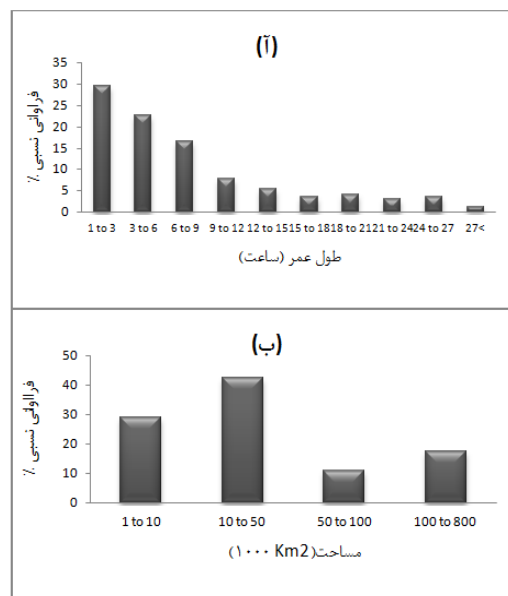 (آ)
فراوانی نسبی %
35
30
25
20
15
10
5
0
1 to 3 3 to 6 6 to 9 9 to 12 12 to 15 15 to 18 18 to 21 21 to 24 24 to 27 27<
طول عمر (ساعت)
(ب)
فراوانی نسبی %
50
40
30
20
10
0
1 to 10 10 to 50 50 to 100 100 to 800
مساحت(۱۰۰۰ Km2)